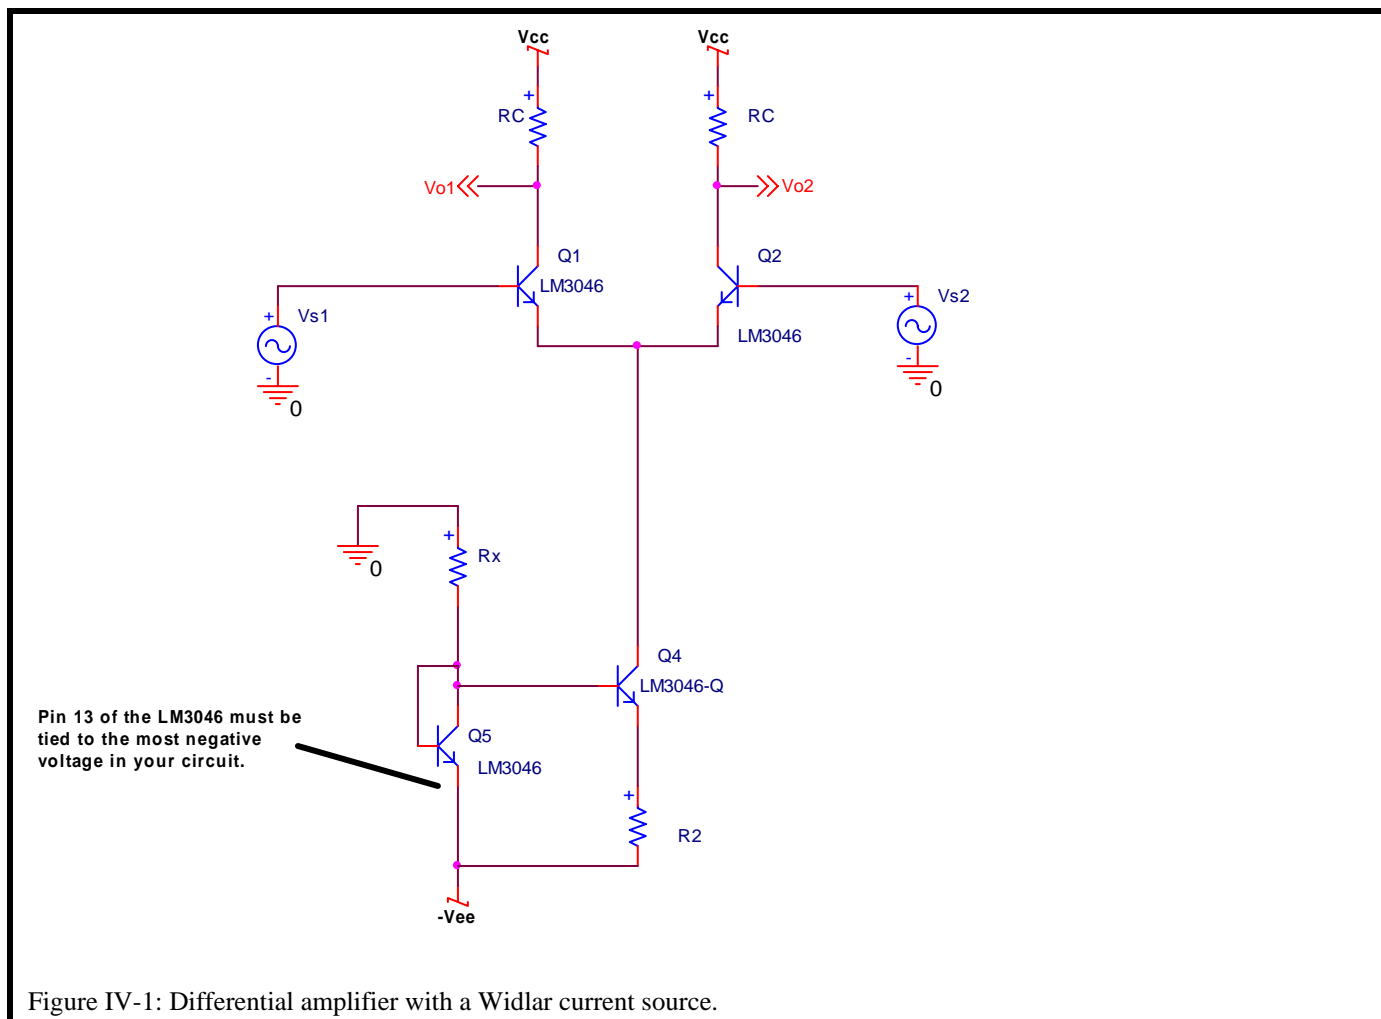 Vcc
Vcc
+
+
RC
RC
Vo1
Vo2
Q1
Q2
LM3046
LM3046
+
Vs1
-
0
+
Vs2
-
0
+
Rx
0
Q4
LM3046-Q
Pin 13 of the LM3046 must be
tied to the most negative
voltage in your circuit.
Q5
LM3046
+
R2
-Vee
Figure IV-1: Differential amplifier with a Widlar current source.